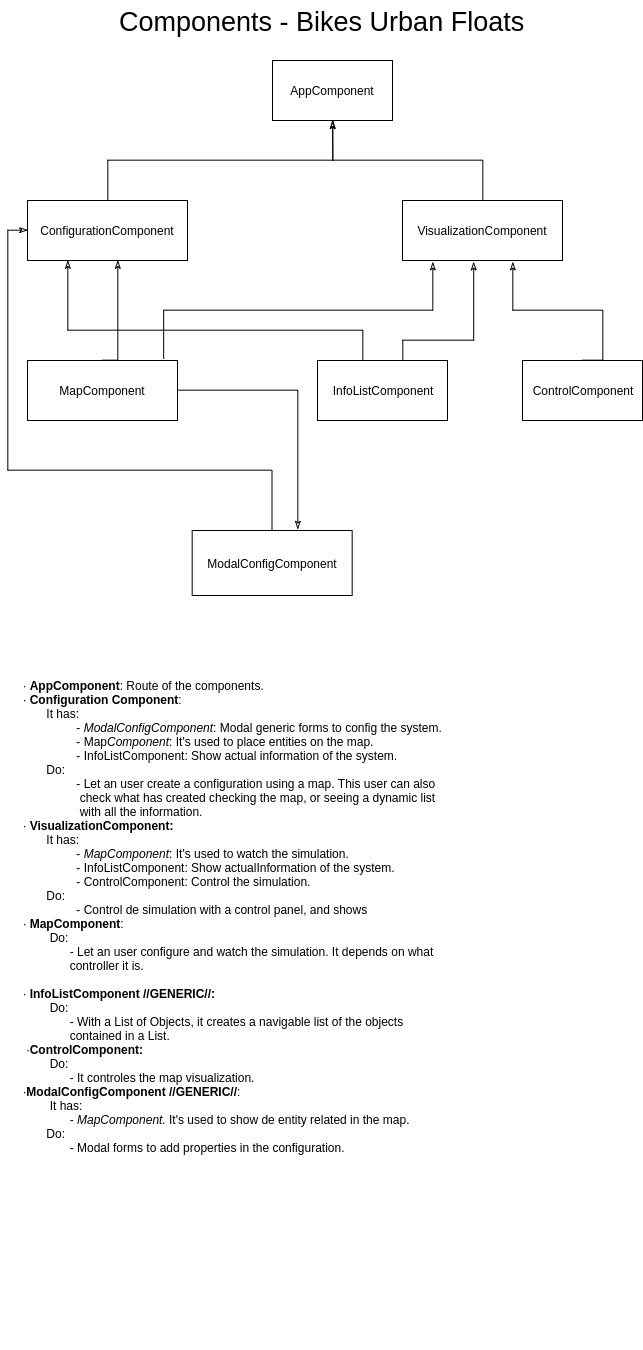 Components - Bikes Urban Floats
AppComponent
ConfigurationComponent
VisualizationComponent
MapComponent
InfoListComponent
ControlComponent
ModalConfigComponent
· AppComponent: Route of the components.
· Configuration Component:
It has:
- ModalConfigComponent: Modal generic forms to config the system.
- MapComponent: It's used to place entities on the map.
- InfoListComponent: Show actual information of the system.
Do:
- Let an user create a configuration using a map. This user can also
check what has created checking the map, or seeing a dynamic list
with all the information.
· VisualizationComponent:
It has:
- MapComponent: It's used to watch the simulation.
- InfoListComponent: Show actualInformation of the system.
- ControlComponent: Control the simulation.
Do:
- Control de simulation with a control panel, and shows
· MapComponent:
Do:
- Let an user configure and watch the simulation. It depends on what
controller it is.
· InfoListComponent //GENERIC//:
Do:
- With a List of Objects, it creates a navigable list of the objects
contained in a List.
·ControlComponent:
Do:
- It controles the map visualization.
·ModalConfigComponent //GENERIC//:
It has:
- MapComponent. It's used to show de entity related in the map.
Do:
- Modal forms to add properties in the configuration.